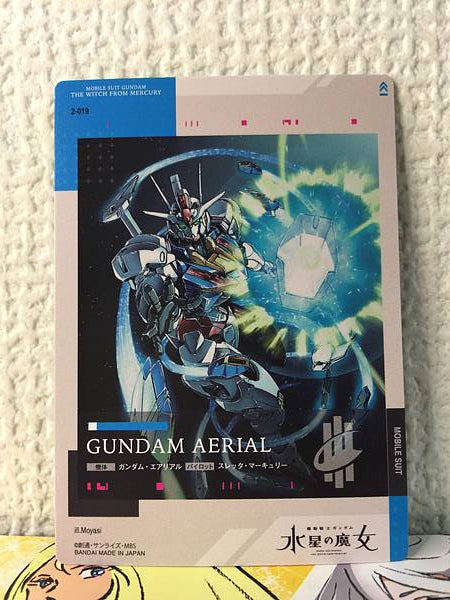 MOBILE SUIT GUNDAM
THE WITCH FROM MERCURY
2-019
GUNDAM AERIAL
機体 ガンダム・エアリアル パイロット スレッタ・マーキュリー
MOBILE SUIT
ill.Moyasi
©創通・サンライズ・MBS
BANDAI MADE IN JAPAN
機動戦士ガンダム
水星の魔女